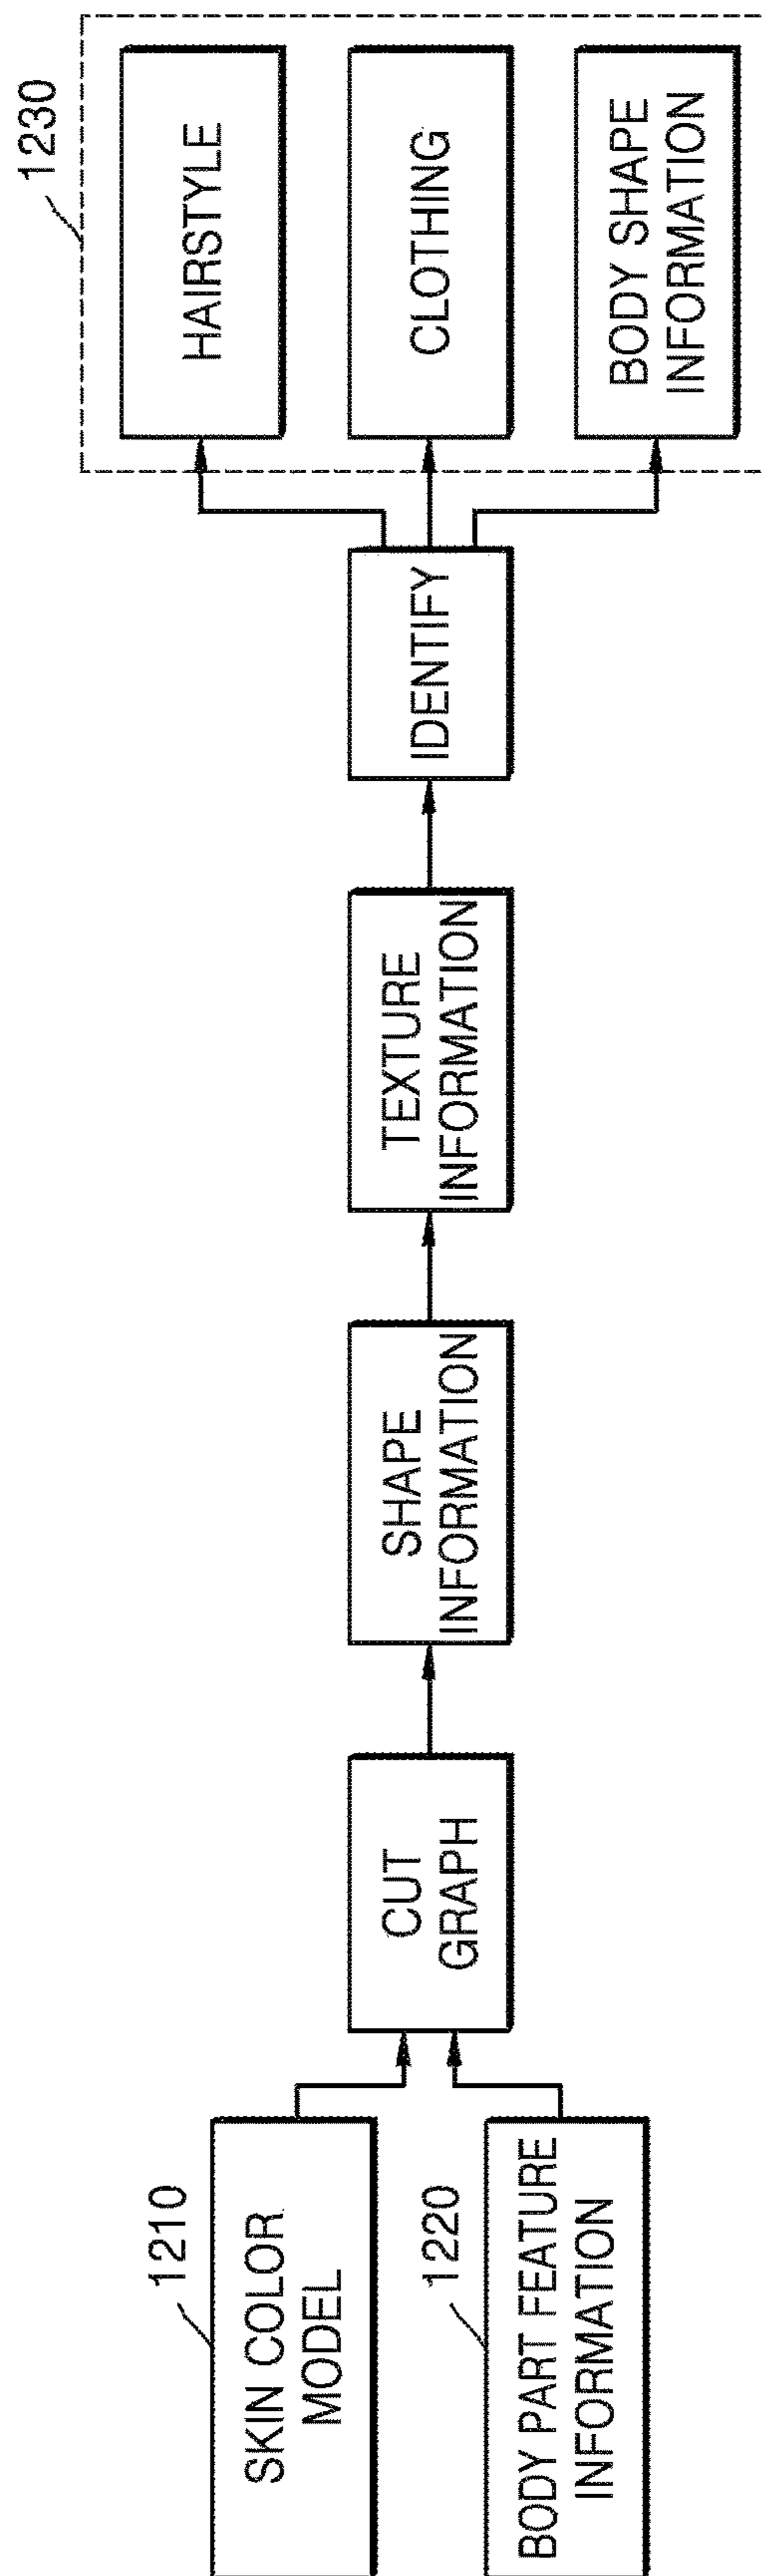 1210
SKIN COLOR
MODEL
1220
BODY PART FEATURE
INFORMATION
CUT
GRAPH
SHAPE
INFORMATION
TEXTURE
INFORMATION
IDENTIFY
1230
HAIRSTYLE
CLOTHING
BODY SHAPE
INFORMATION